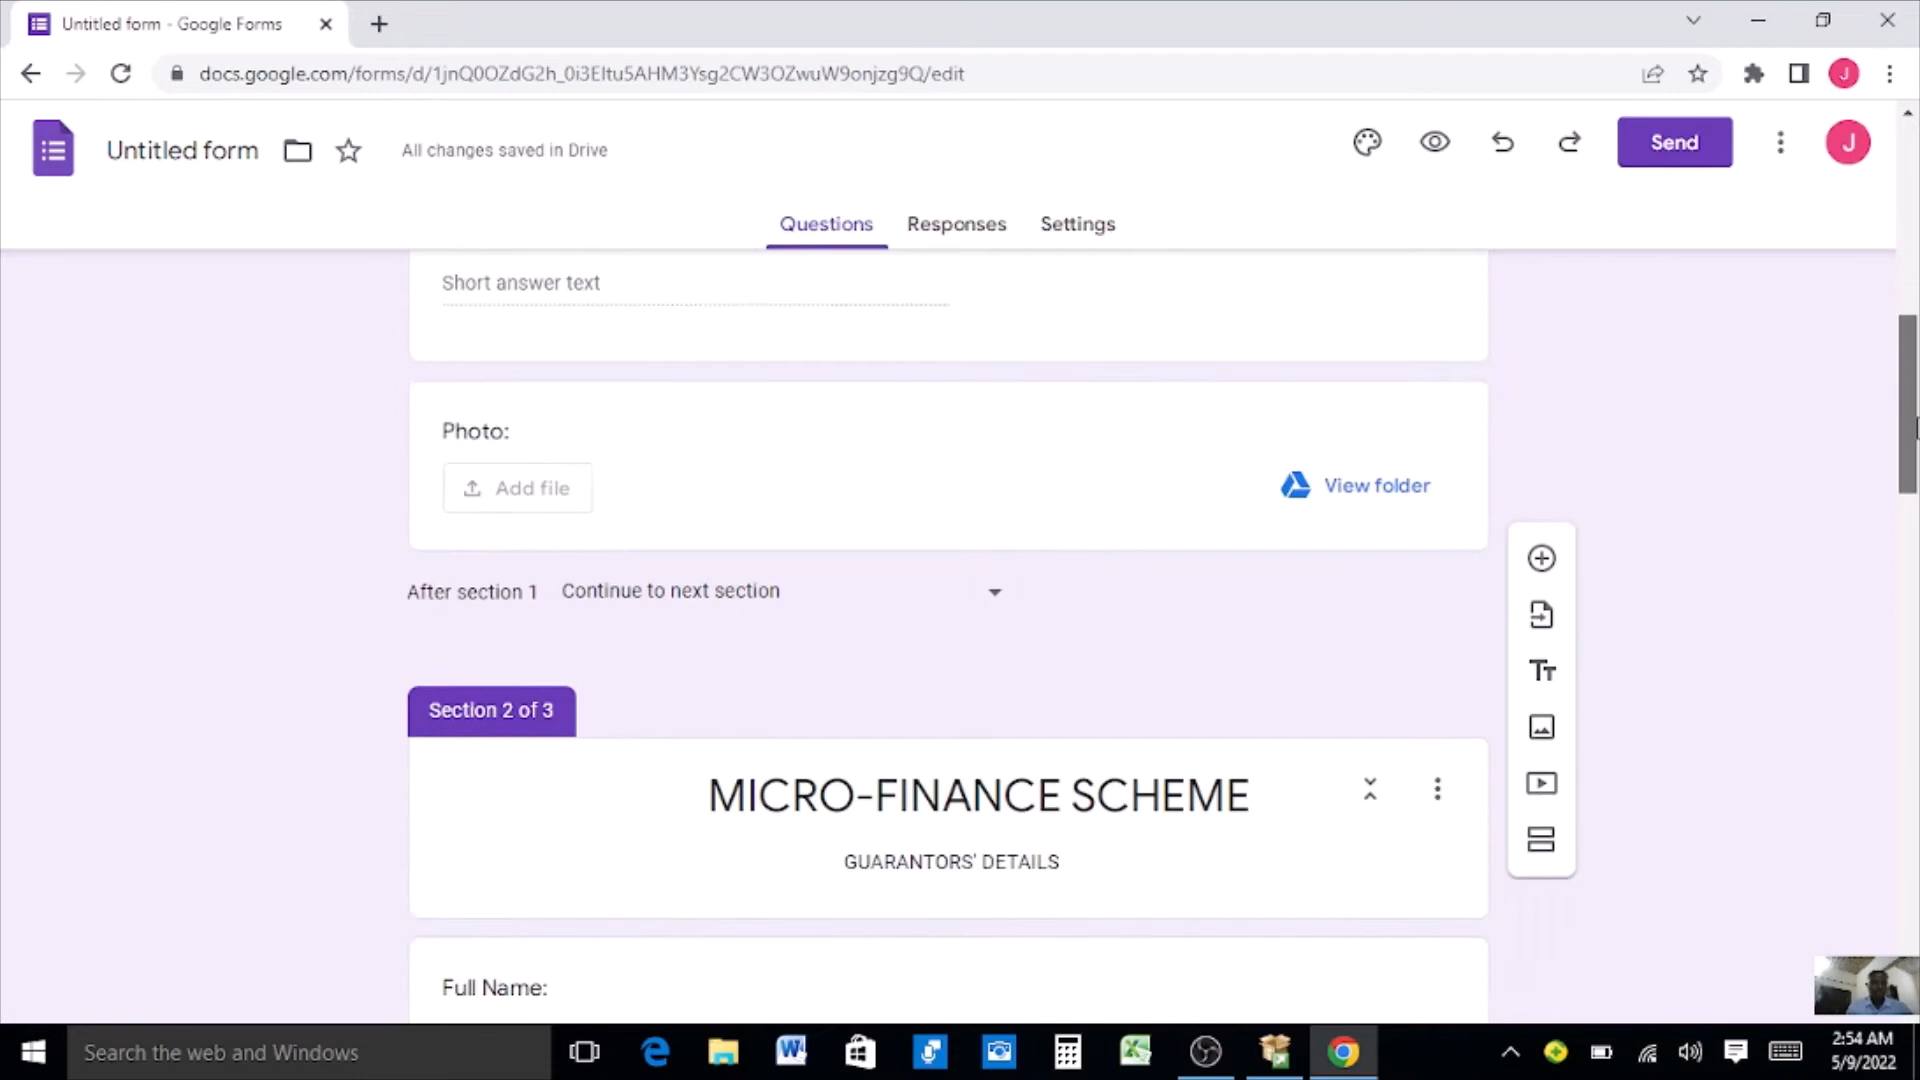 Untitled form - Google Forms
docs.google.com/forms/d/1jnQ0OZdG2h_0i3EItu5AHM3Ysg2CW3OZwuW9onjzg9Q/edit
J
Untitled form
All changes saved in Drive
Send
J
Questions
Responses
Settings
Short answer text
Photo:
Add file
View folder
After section 1
Continue to next section
Tт
Section 2 of 3
MICRO-FINANCE SCHEME
GUARANTORS' DETAILS
Full Name:
Search the web and Windows
2:54 AM
5/9/2022